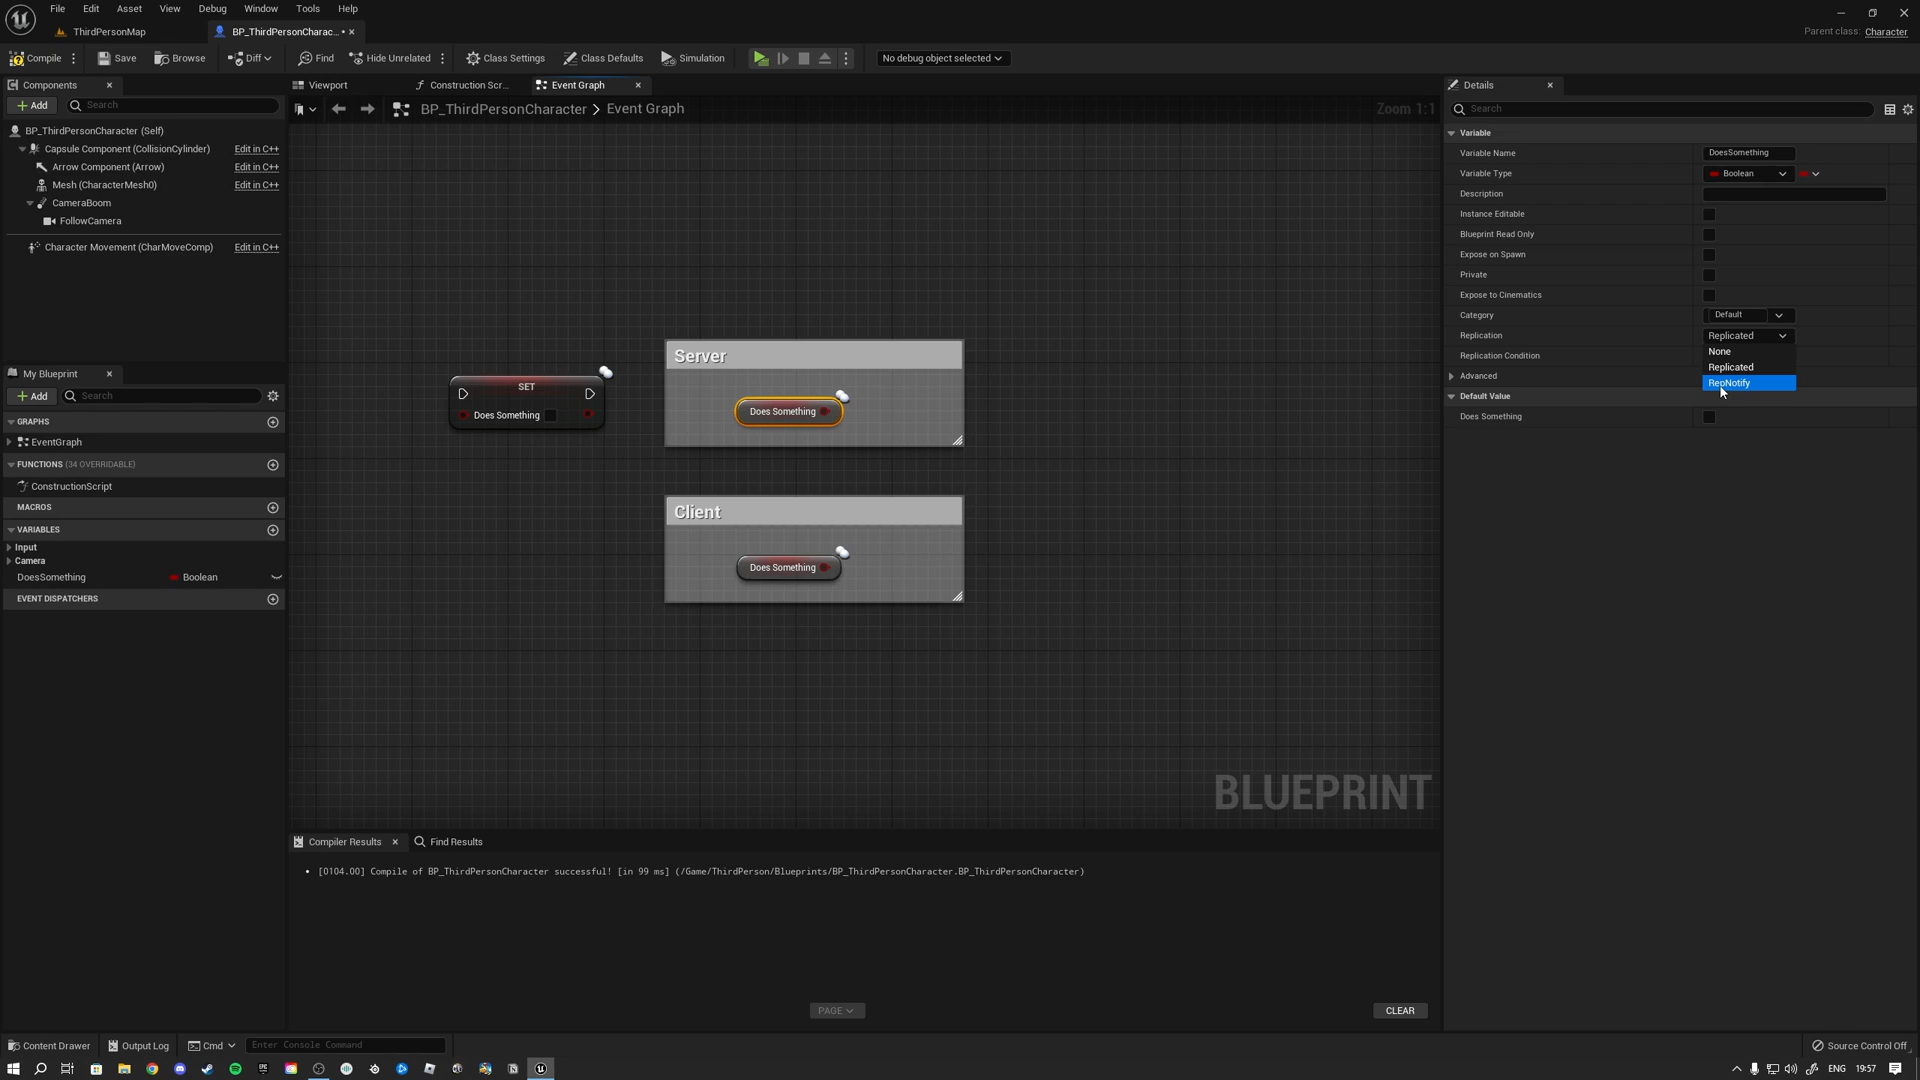 File Edit Asset View Debug Window Tools Help
ThirdPersonMap
BP_ThirdPersonCharac... •
Parent class: Character
Compile
Save
Browse
Diff
Find
Hide Unrelated
Class Settings
Class Defaults
Simulation
No debug object selected
Components
Add
Search
BP_ThirdPersonCharacter (Self)
Capsule Component (CollisionCylinder) Edit in C++
Arrow Component (Arrow) Edit in C++
Mesh (CharacterMesh0) Edit in C++
CameraBoom
FollowCamera
Character Movement (CharMoveComp) Edit in C++
My Blueprint
Add
Search
GRAPHS
EventGraph
FUNCTIONS (34 OVERRIDABLE)
ConstructionScript
MACROS
VARIABLES
Input
Camera
DoesSomething Boolean
EVENT DISPATCHERS
Viewport
Construction Scr...
Event Graph
BP_ThirdPersonCharacter > Event Graph
Zoom 1:1
SET
Does Something
Server
Does Something
Client
Does Something
BLUEPRINT
Compiler Results
Find Results
• [0104.00] Compile of BP_ThirdPersonCharacter successful! [in 99 ms] (/Game/ThirdPerson/Blueprints/BP_ThirdPersonCharacter.BP_ThirdPersonCharacter)
PAGE
CLEAR
Details
Search
Variable
Variable Name DoesSomething
Variable Type Boolean
Description
Instance Editable
Blueprint Read Only
Expose on Spawn
Private
Expose to Cinematics
Category Default
Replication Replicated
None
Replication Condition
Replicated
Advanced
RepNotify
Default Value
Does Something
Content Drawer
Output Log
Cmd
Enter Console Command
Source Control Off
ENG 19:57